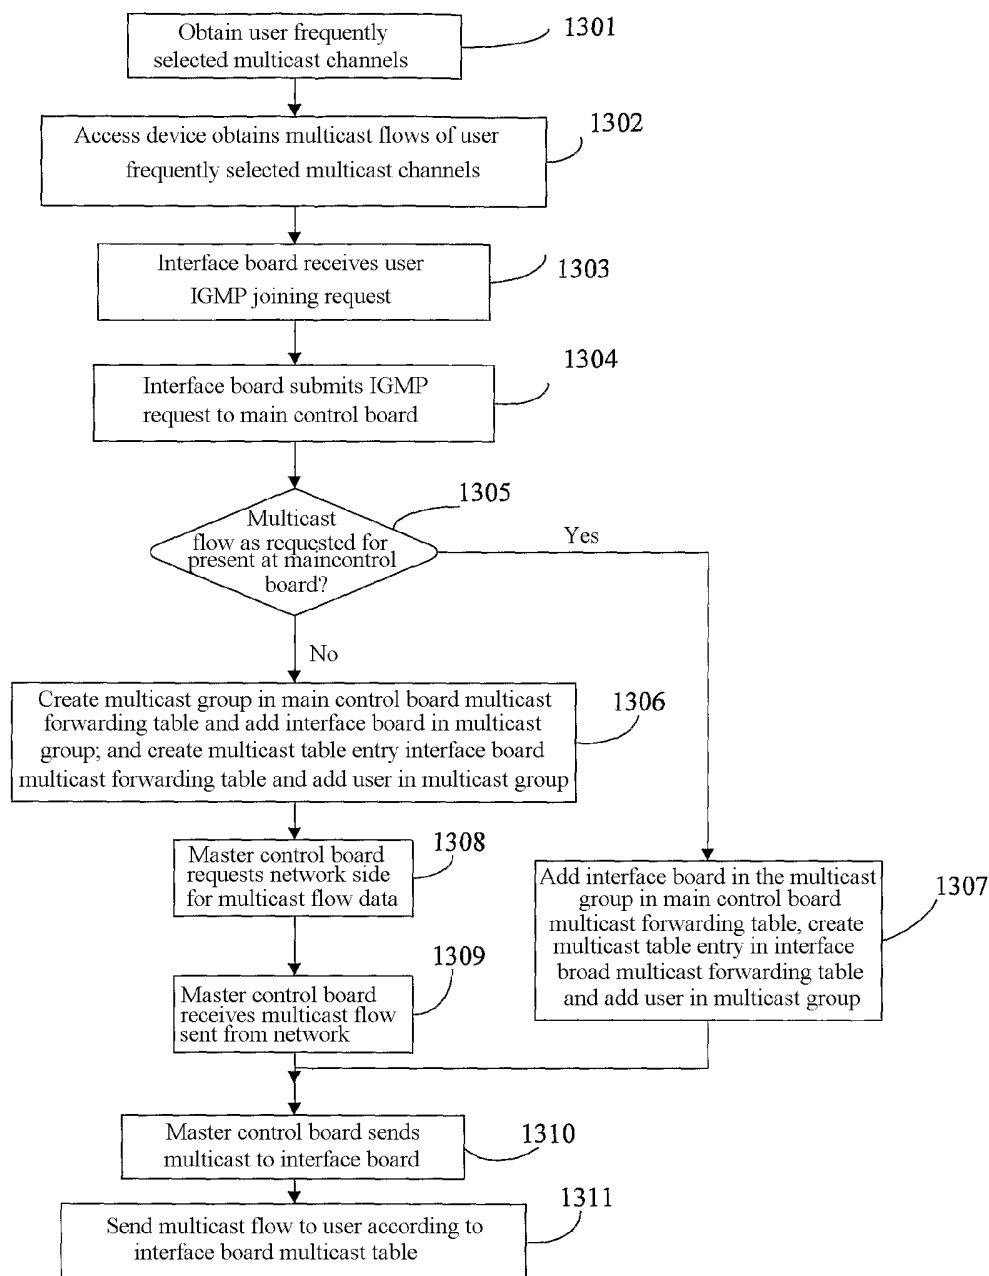 Obtain user frequently
selected multicast channels
1301
Access device obtains multicast flows of user
frequently selected multicast channels
1302
Interface board receives user
IGMP joining request
1303
Interface board submits IGMP
request to main control board
1304
Multicast
flow as requested for
present at maincontrol
board?
1305
Yes
No
Create multicast group in main control board multicast
forwarding table and add interface board in multicast
group; and create multicast table entry interface board
multicast forwarding table and add user in multicast group
1306
Master control board
requests network side
for multicast flow data
1308
Add interface board in the multicast
group in main control board
multicast forwarding table, create
multicast table entry in interface
broad multicast forwarding table
and add user in multicast group
1307
Master control board
receives multicast flow
sent from network
1309
Master control board sends
multicast to interface board
1310
Send multicast flow to user according to
interface board multicast table
1311